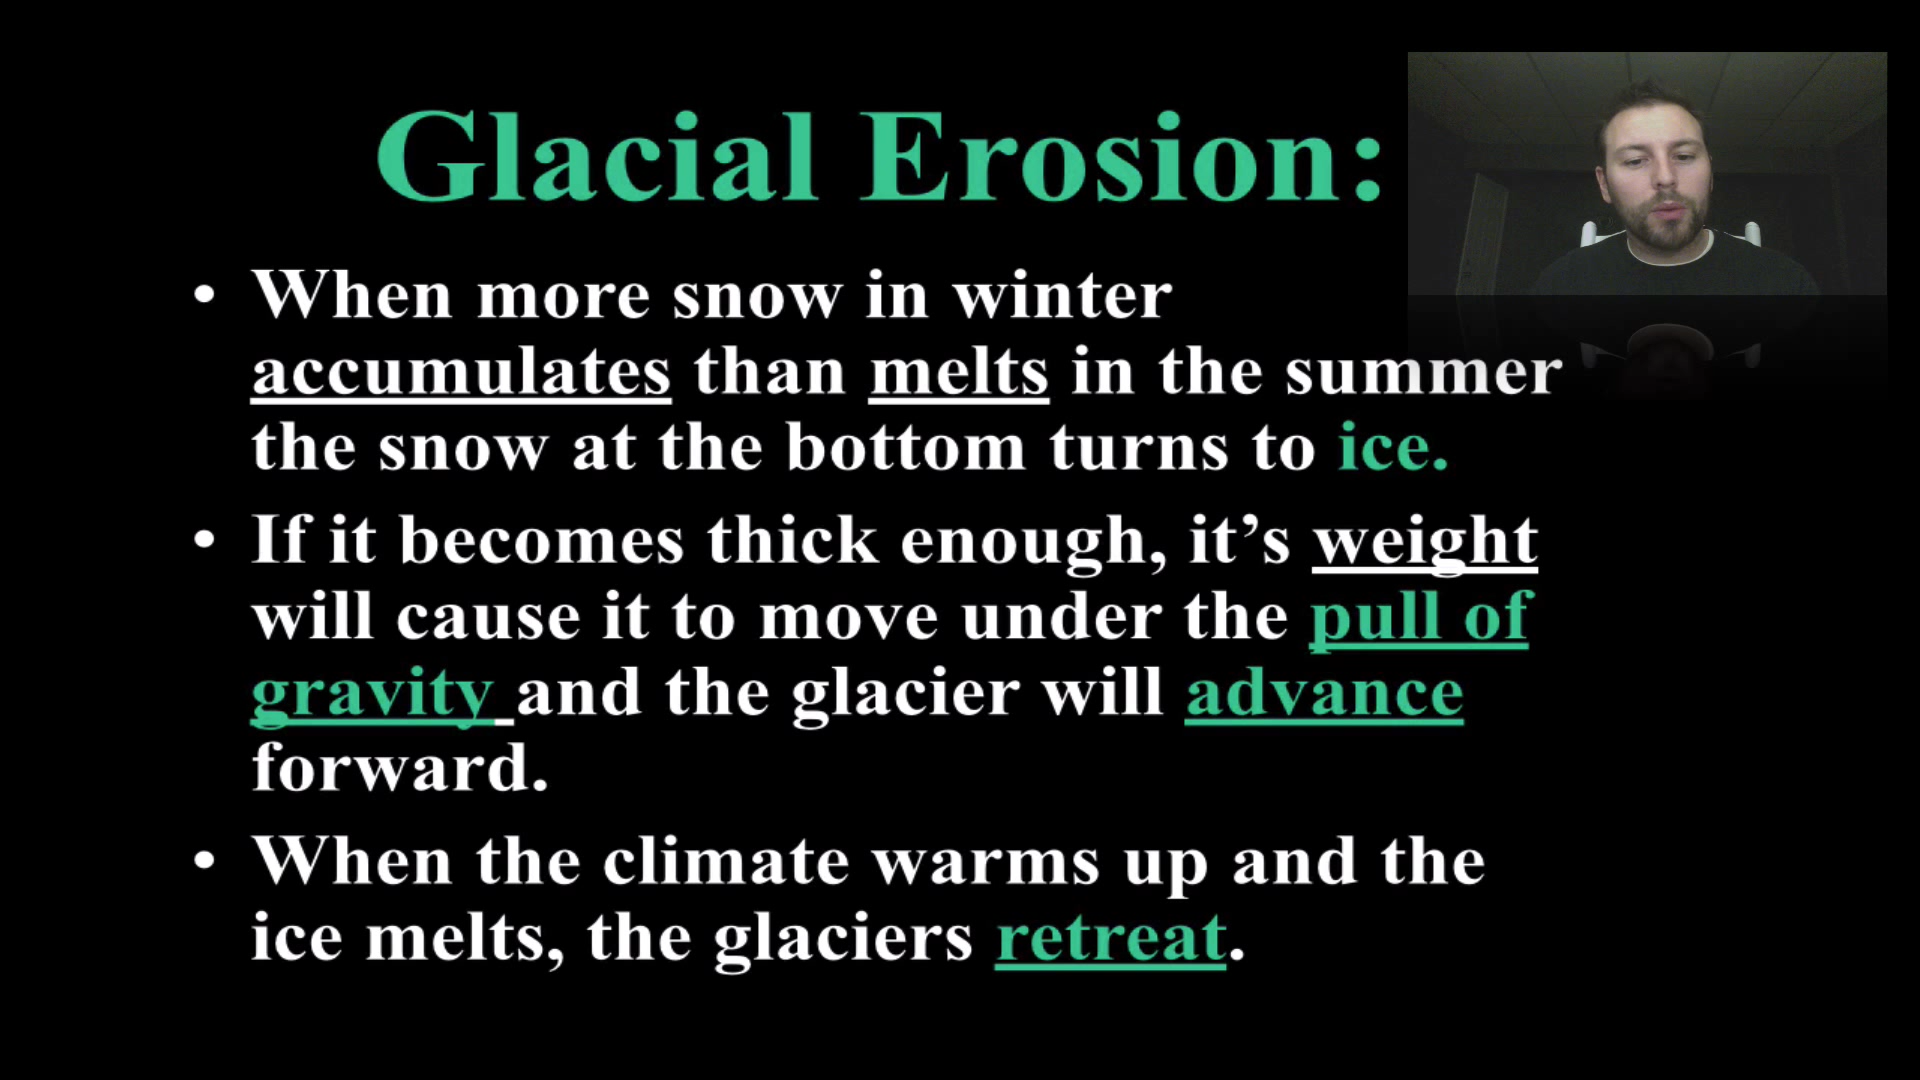 Glacial Erosion:
• When more snow in winter
accumulates than melts in the summer
the snow at the bottom turns to ice.
• If it becomes thick enough, it’s weight
will cause it to move under the pull of
gravity and the glacier will advance
forward.
• When the climate warms up and the
ice melts, the glaciers retreat.